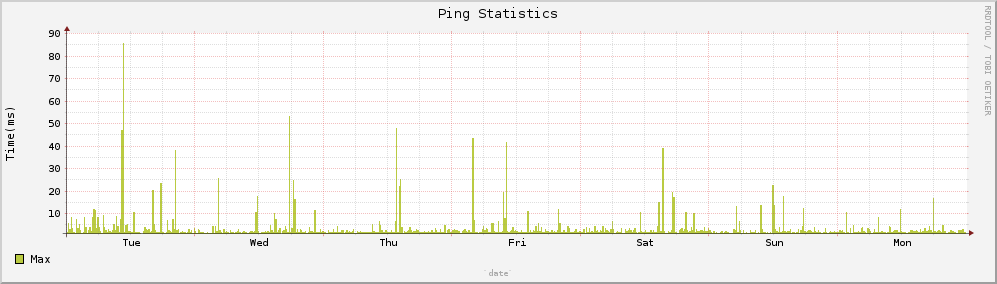 Ping Statistics
RRDTOOL / TOBI OETIKER
Time(ms)
90
80
70
60
50
40
30
20
10
Tue Wed Thu Fri Sat Sun Mon
Max
`date`